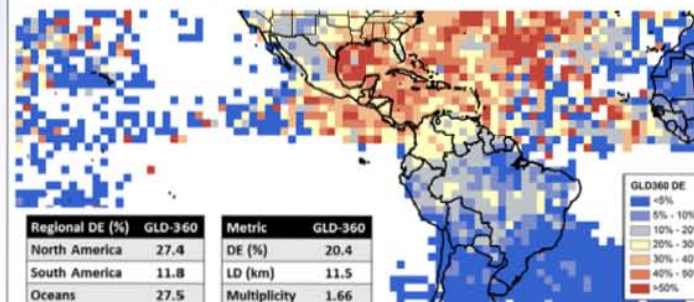 Regional DE (%) GLD-360
North America 27.4
South America 11.8
Oceans 27.5
Metric GLD-360
DE (%) 20.4
LD (km) 11.5
Multiplicity 1.66
GLD360 DE
<5%
5% - 10%
10% - 20
20% - 30
30% - 40
40% - 50
>50%